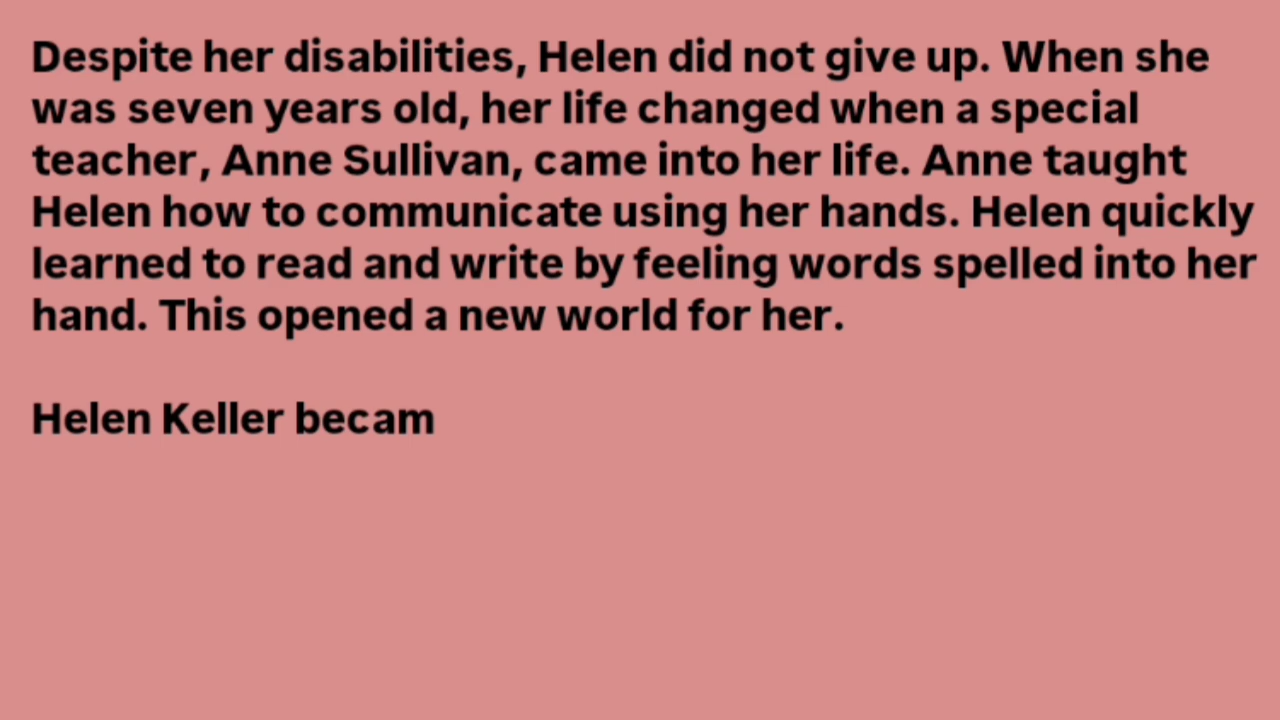 Despite her disabilities, Helen did not give up. When she
was seven years old, her life changed when a special
teacher, Anne Sullivan, came into her life. Anne taught
Helen how to communicate using her hands. Helen quickly
learned to read and write by feeling words spelled into her
hand. This opened a new world for her.
Helen Keller becam